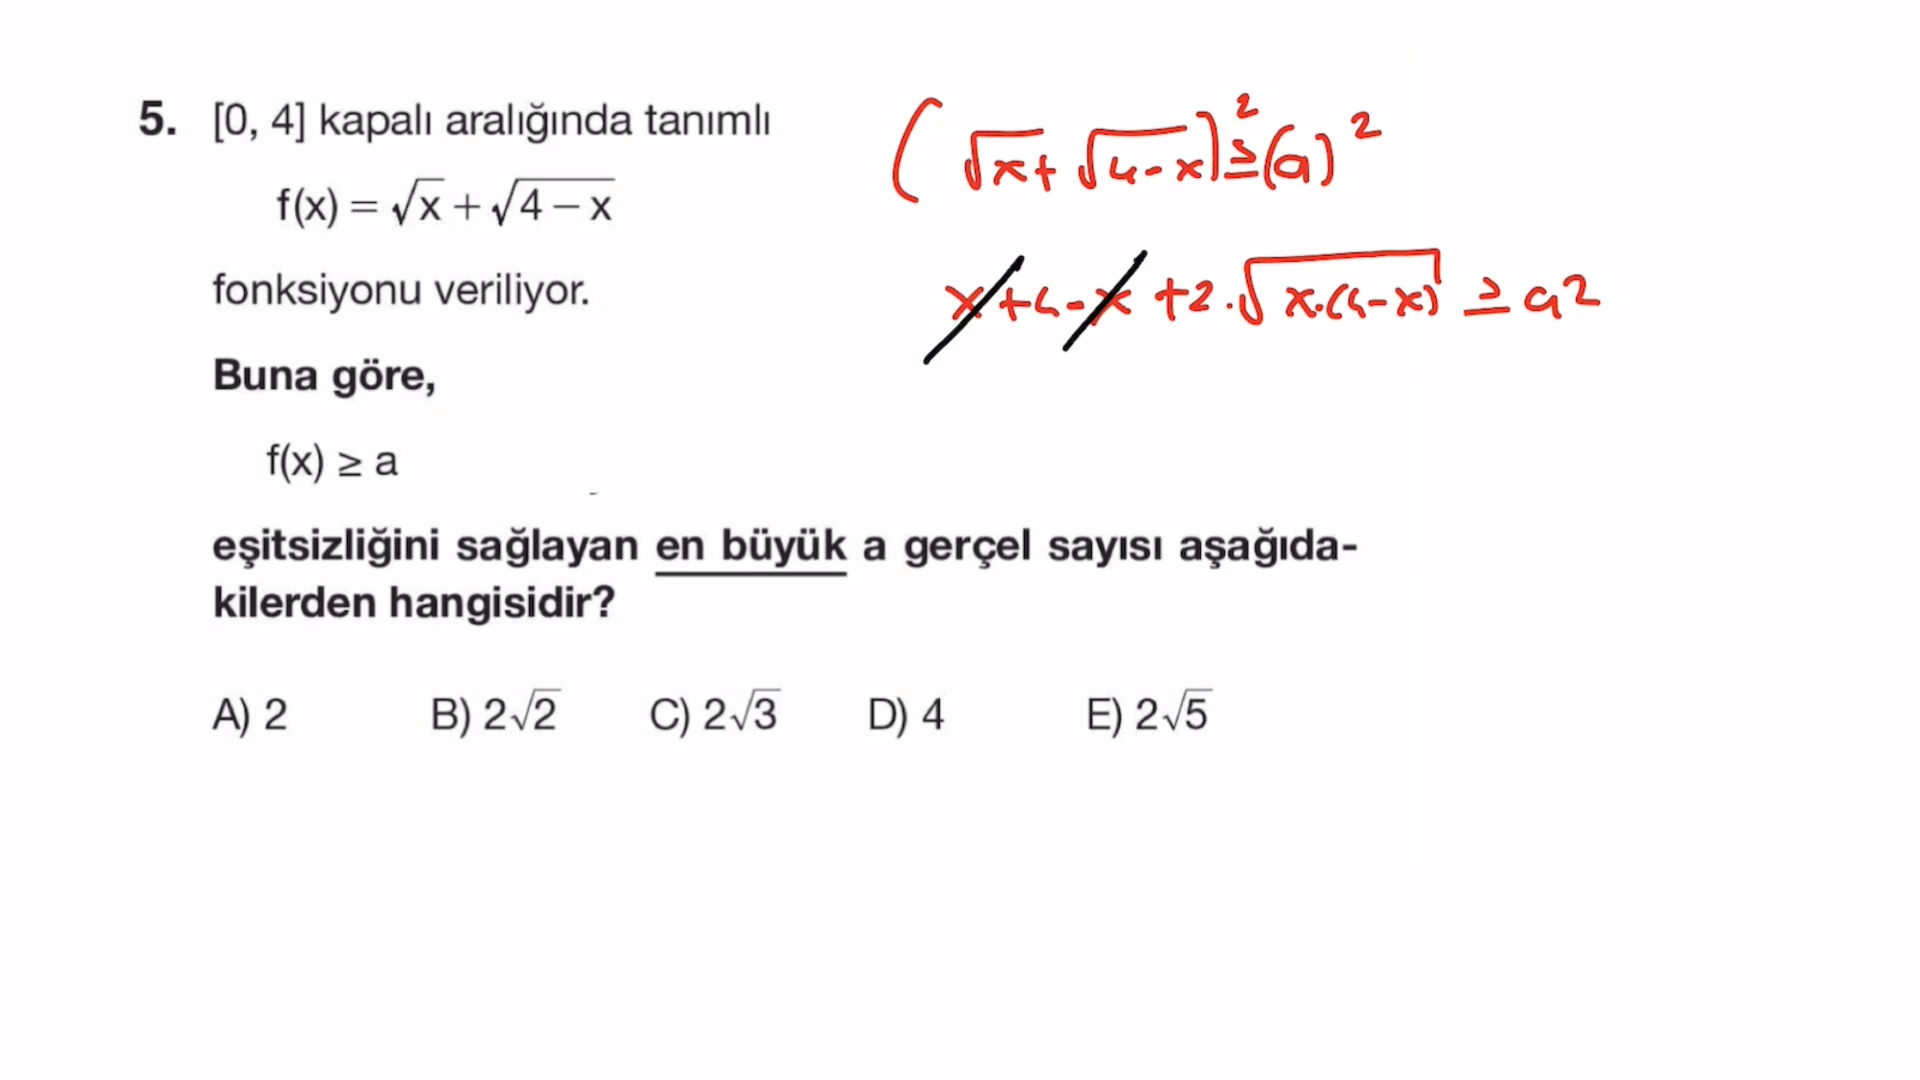 5. [0, 4] kapalı aralığında tanımlı
f(x) = √x + √(4 – x)
fonksiyonu veriliyor.
Buna göre,
f(x) ≥ a
eşitsizliğini sağlayan en büyük a gerçel sayısı aşağıda-
kilerden hangisidir?
A) 2 B) 2√2 C) 2√3 D) 4 E) 2√5
(√x + √(4-x))² ≥ (a)²
x+4-x +2.√(x.(4-x)) ≥ a²